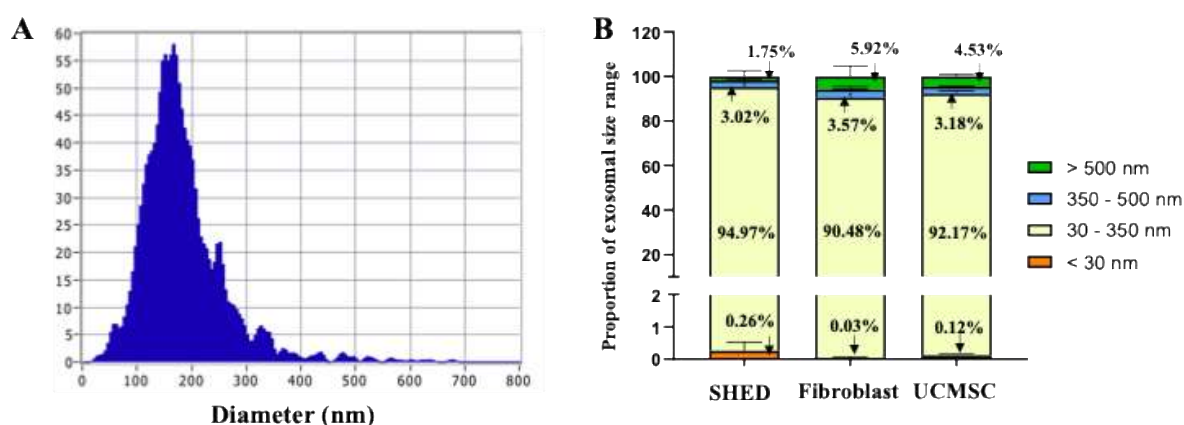 A
60
55
50
45
40
35
30
25
20
15
10
5
0
0 100 200 300 400 500 600 700 800
Diameter (nm)
B
Proportion of exosomal size range
120
100
80
60
40
20
2
1
0
1.75% 5.92% 4.53%
3.02% 3.57% 3.18%
94.97% 90.48% 92.17%
0.26% 0.03% 0.12%
SHED Fibroblast UCMSC
> 500 nm
350 - 500 nm
30 - 350 nm
< 30 nm